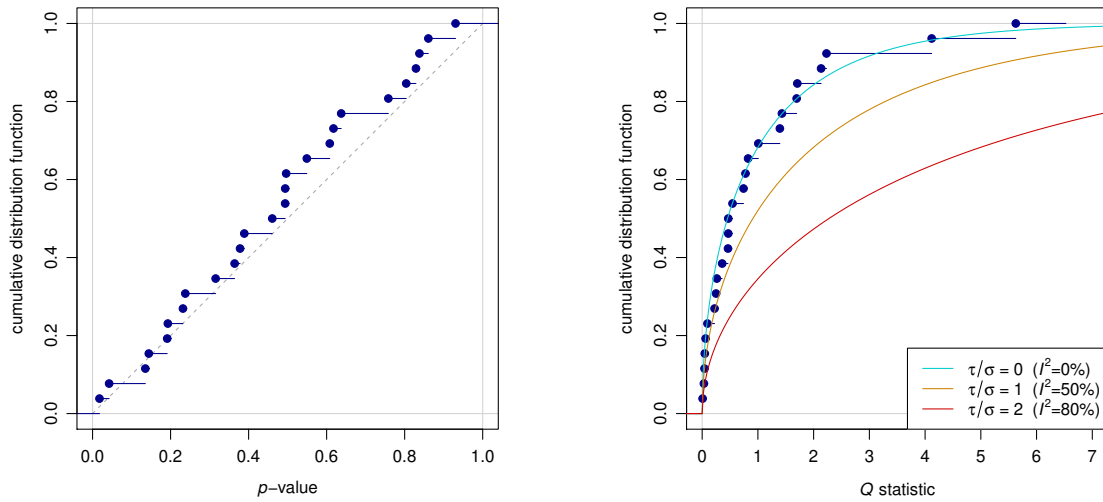 cumulative distribution function
1.0
0.8
0.6
0.4
0.2
0.0
0.0 0.2 0.4 0.6 0.8 1.0
p−value
cumulative distribution function
1.0
0.8
0.6
0.4
0.2
0.0
τ/σ = 0 (I²=0%)
τ/σ = 1 (I²=50%)
τ/σ = 2 (I²=80%)
0 1 2 3 4 5 6 7
Q statistic